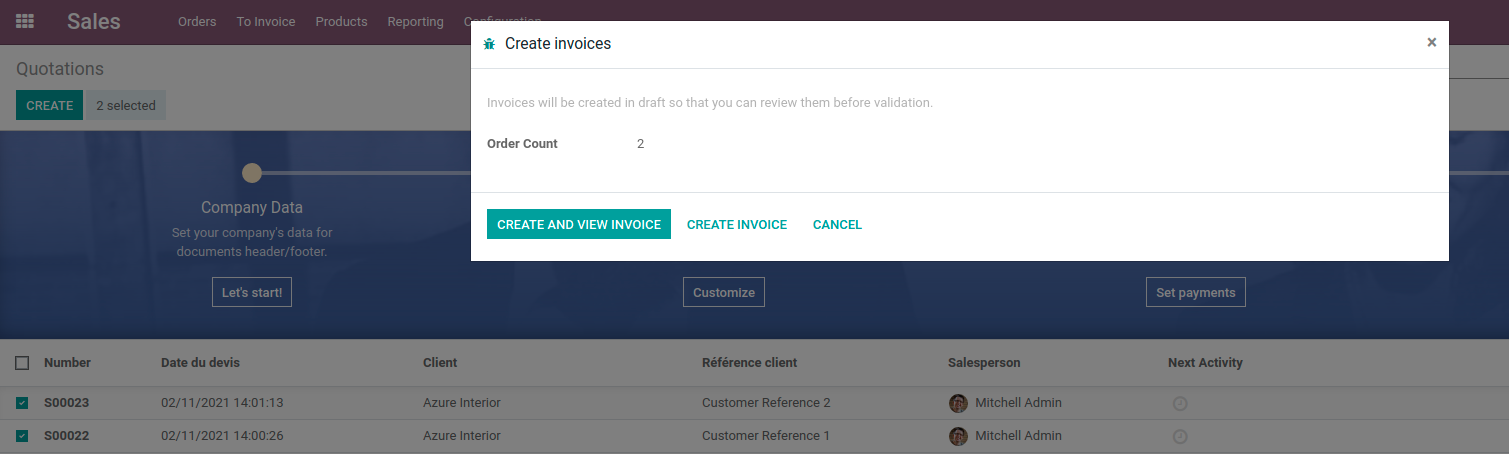 Sales Orders To Invoice Products Reporting Configuration
Create invoices ×
Quotations
CREATE 2 selected
Invoices will be created in draft so that you can review them before validation.
Order Count 2
CREATE AND VIEW INVOICE CREATE INVOICE CANCEL
Company Data
Set your company's data for
documents header/footer.
Let's start! Customize Set payments
Number Date du devis Client Référence client Salesperson Next Activity
S00023 02/11/2021 14:01:13 Azure Interior Customer Reference 2 Mitchell Admin
S00022 02/11/2021 14:00:26 Azure Interior Customer Reference 1 Mitchell Admin